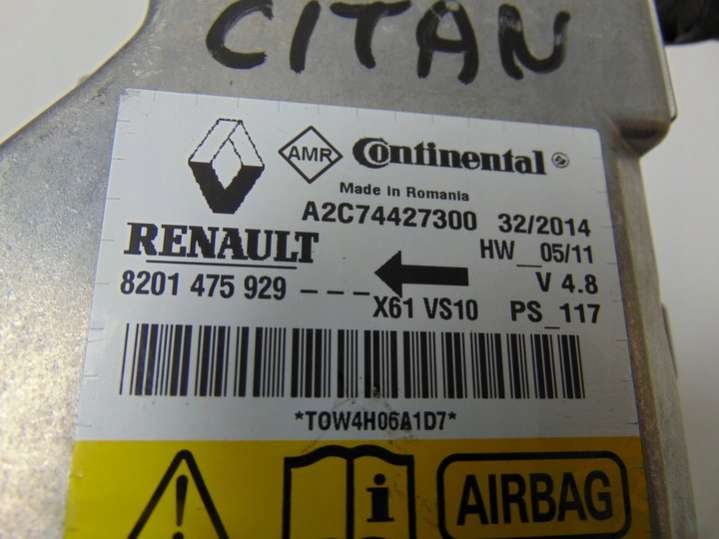 CITAN
AMR Continental
Made in Romania
A2C74427300 32/2014
RENAULT HW__05/11
8201 475 929 _ _ _ V 4.8
X61 VS10 PS_117
*TOW4H06A1D7*
i AIRBAG